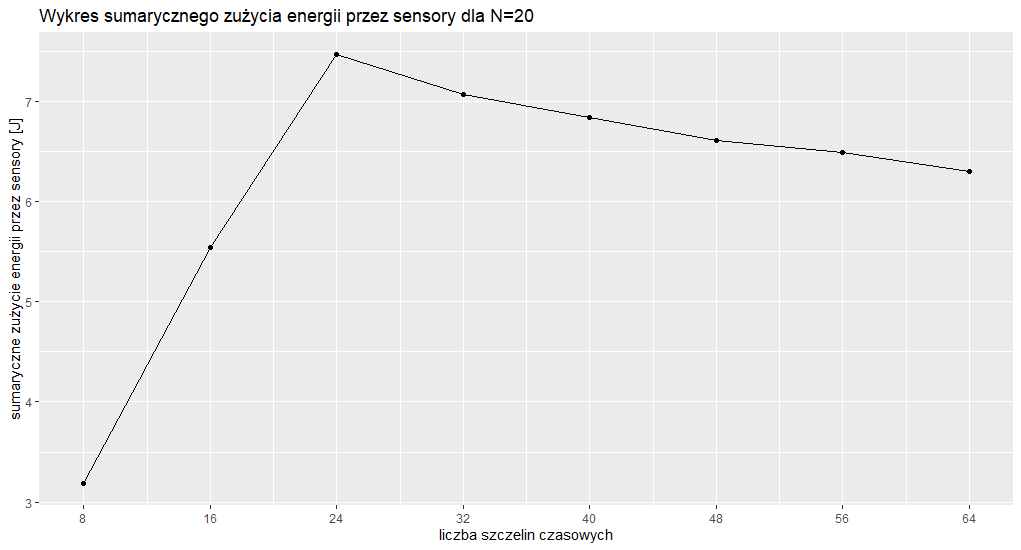 Wykres sumarycznego zużycia energii przez sensory dla N=20
sumaryczne zużycie energii przez sensory [J]
7
6
5
4
3
8 16 24 32 40 48 56 64
liczba szczelin czasowych